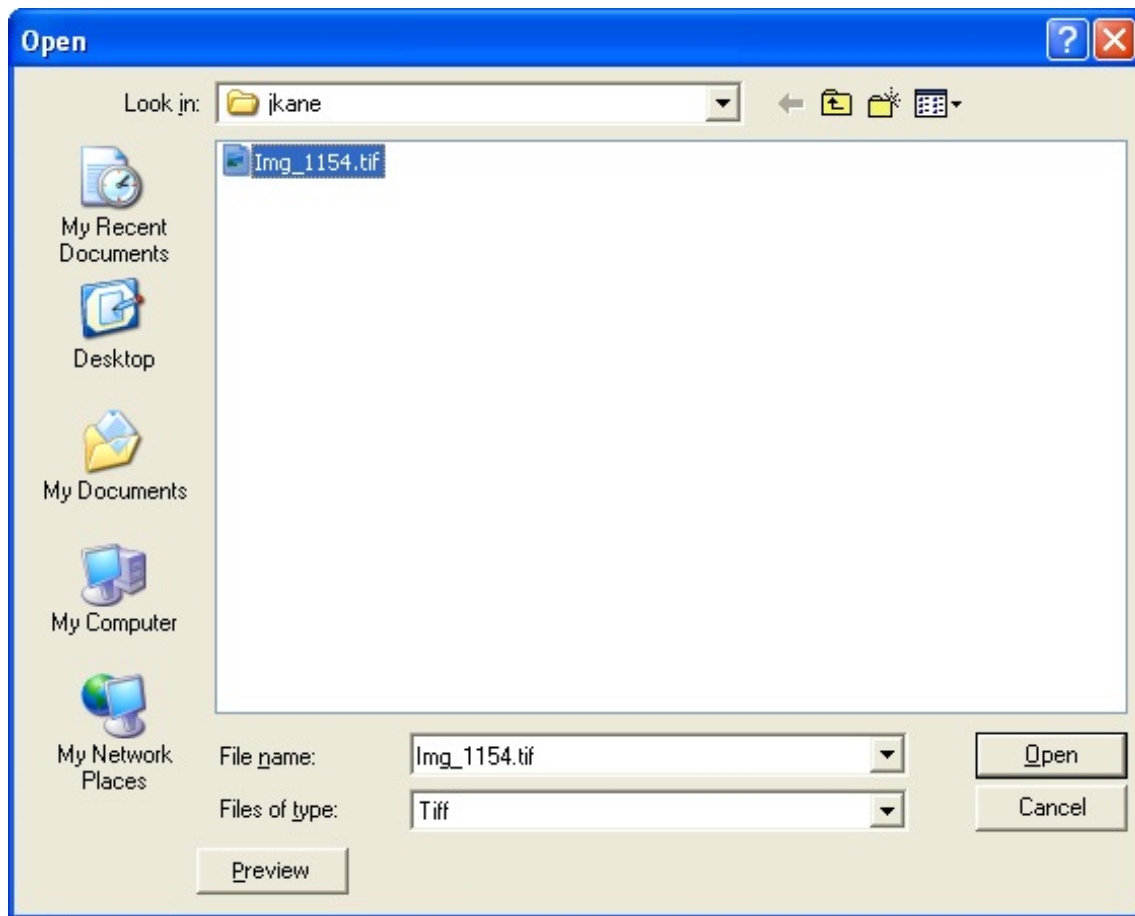 Open
Look in:
jkane
Img_1154.tif
My Recent
Documents
Desktop
My Documents
My Computer
My Network
Places
File name:
Img_1154.tif
Open
Files of type:
Tiff
Cancel
Preview